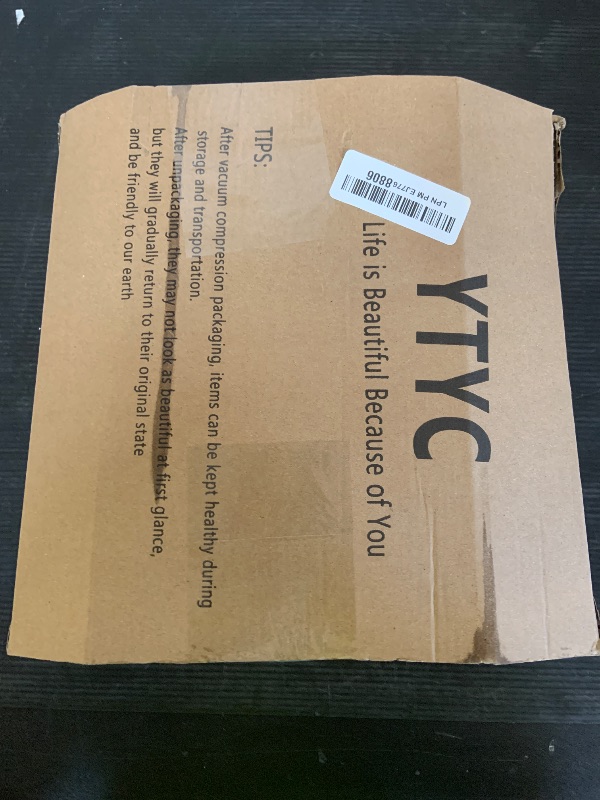 YTYC
Life is Beautiful Because of You
LPN PM EJ7768806
TIPS:
After vacuum compression packaging, items can be kept healthy during
storage and transportation.
After unpackaging, they may not look as beautiful at first glance,
but they will gradually return to their original state
and be friendly to our earth